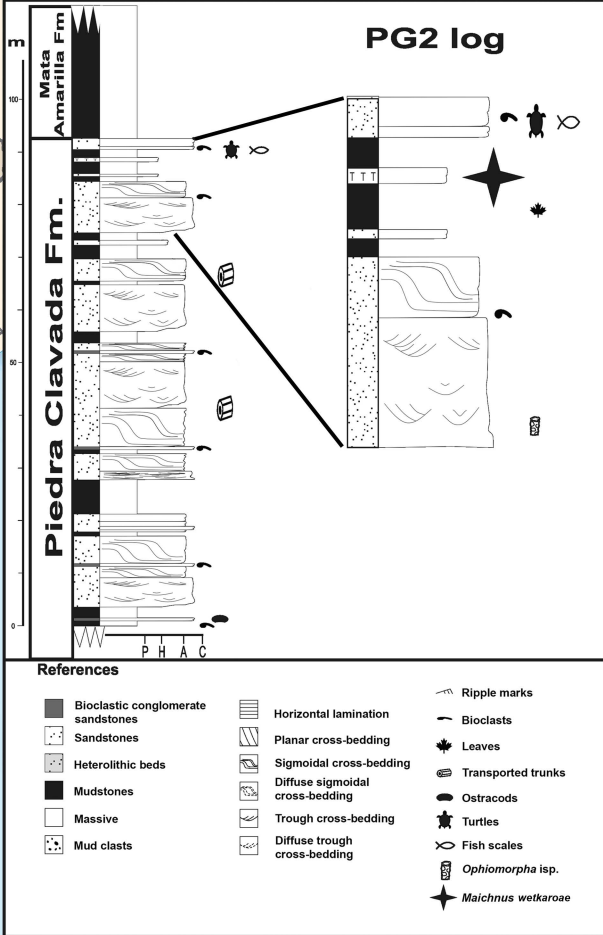 PG2 log
m
Mata
Amarilla Fm
100
Piedra Clavada Fm.
50
0
P H A C
T T T
References
Bioclastic conglomerate
sandstones
Sandstones
Heterolithic beds
Mudstones
Massive
Mud clasts
Horizontal lamination
Planar cross-bedding
Sigmoidal cross-bedding
Diffuse sigmoidal
cross-bedding
Trough cross-bedding
Diffuse trough
cross-bedding
Ripple marks
Bioclasts
Leaves
Transported trunks
Ostracods
Turtles
Fish scales
Ophiomorpha isp.
Maichnus wetkaroae